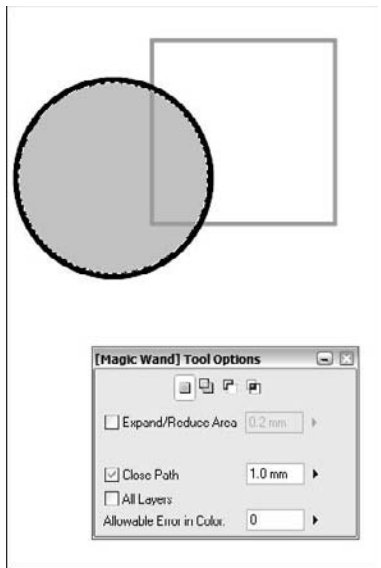 [Magic Wand] Tool Options
Expand/Reduce Area 0.2 mm
Close Path 1.0 mm
All Layers
Allowable Error in Color: 0